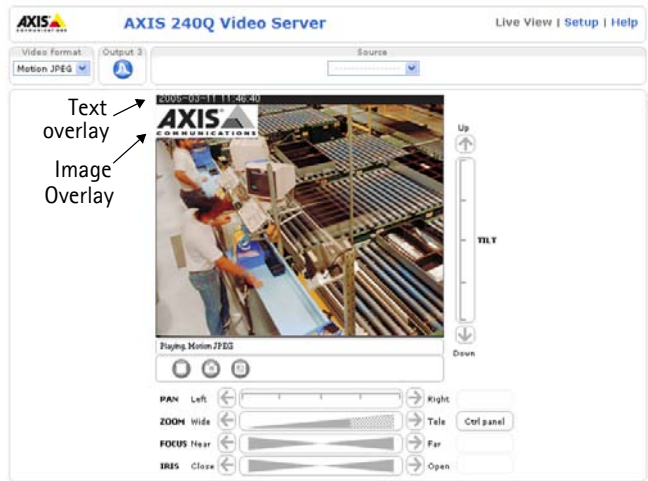 AXIS
COMMUNICATIONS
AXIS 240Q Video Server
Live View | Setup | Help
Video format
Motion JPEG
Output 3
Source
Text
overlay
Image
Overlay
2005-03-11 11:46:40
AXIS
COMMUNICATIONS
Up
TILT
Down
Playing, Motion JPEG
PAN Left Right
ZOOM Wide Tele Ctrl panel
FOCUS Near Far
IRIS Close Open